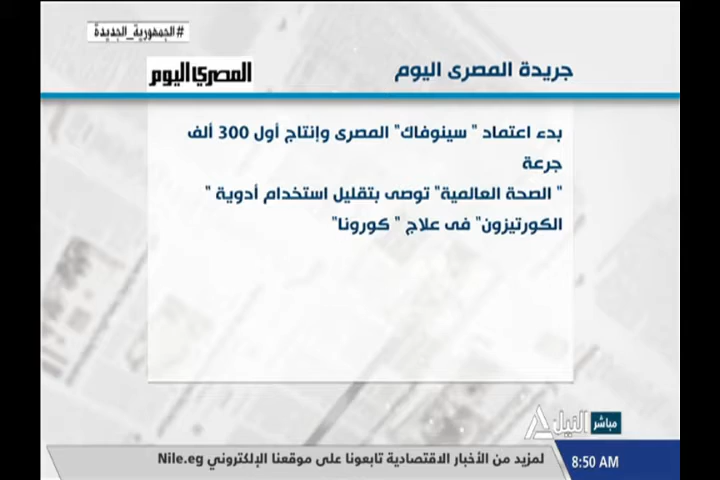 #الجمهورية_الجديدة
جريدة المصرى اليوم
المصري اليوم
بدء اعتماد " سينوفاك" المصرى وإنتاج أول 300 ألف
جرعة
" الصحة العالمية" توصى بتقليل استخدام أدوية "
الكورتيزون" فى علاج " كورونا"
مباشر النيل
لمزيد من الأخبار الاقتصادية تابعونا على موقعنا الإلكتروني Nile.eg
8:50 AM